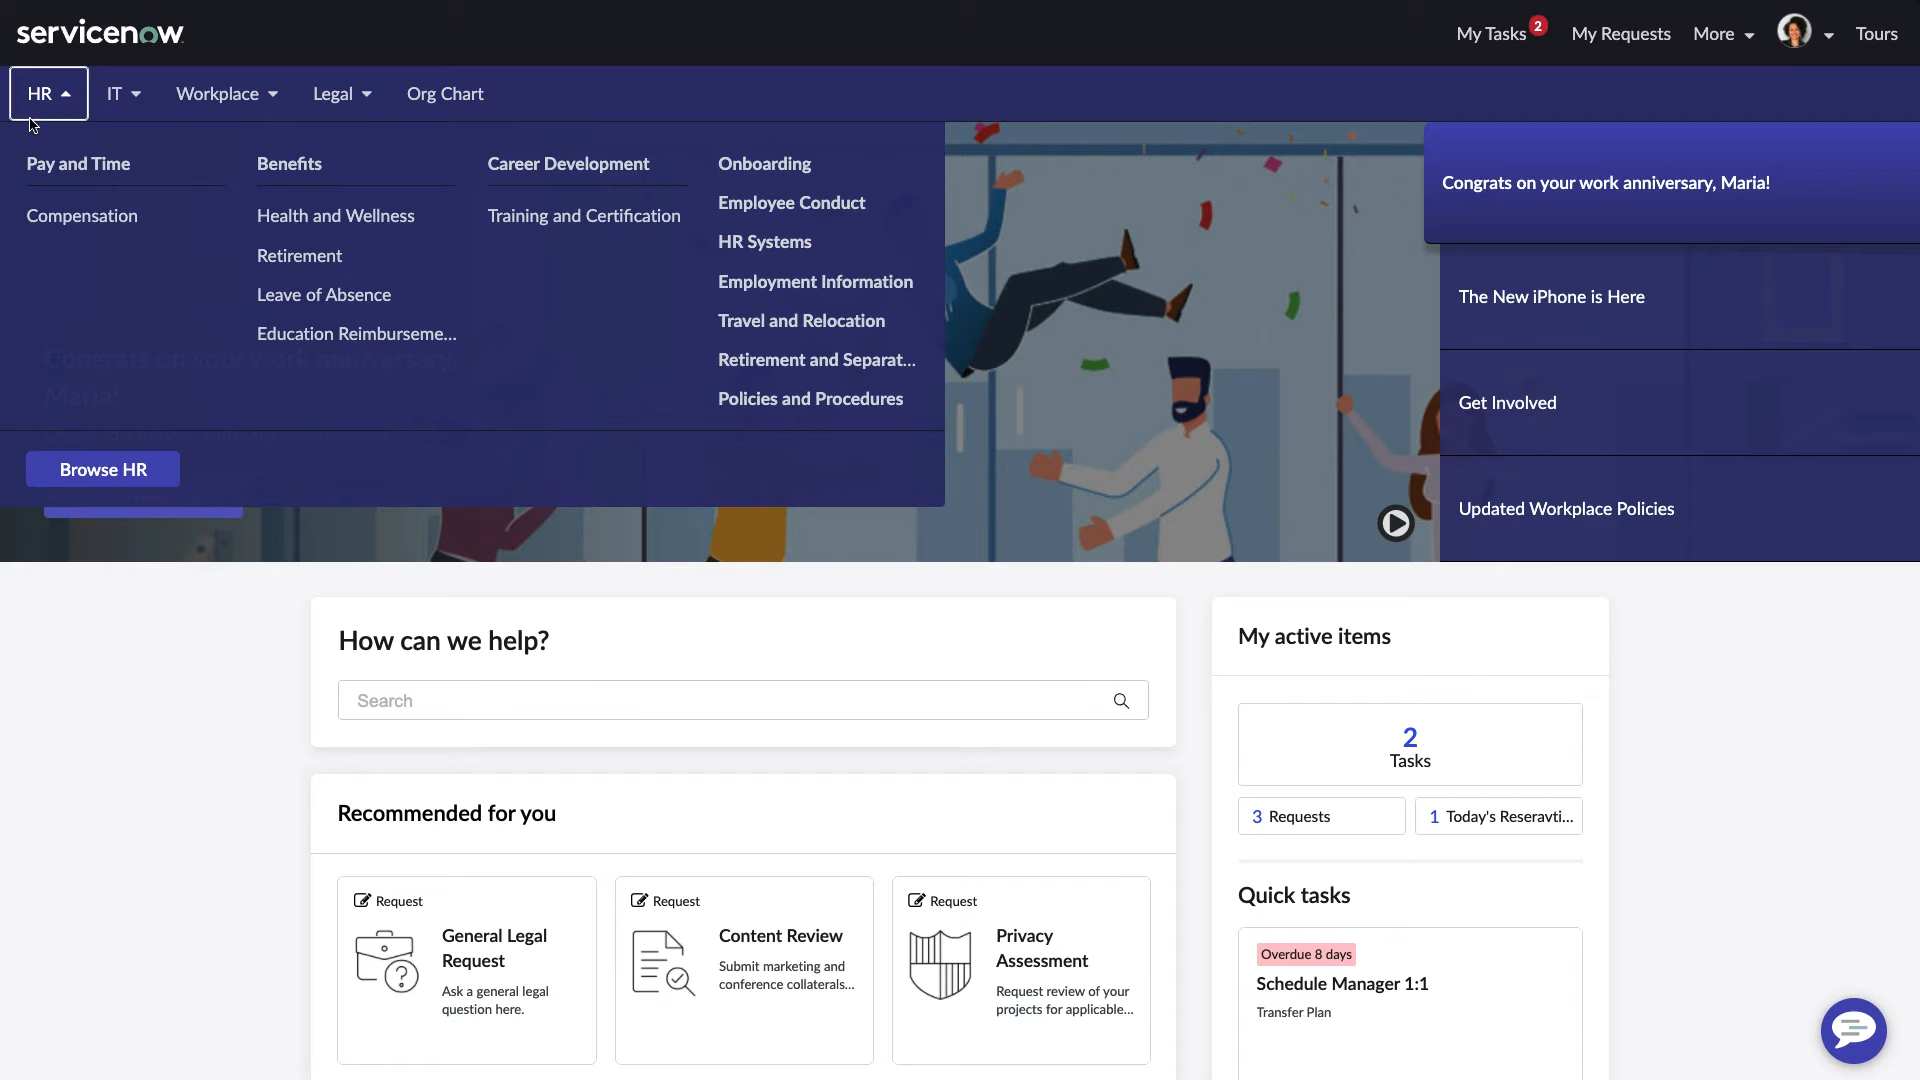 servicenow
My Tasks 2 My Requests More Tours
HR IT Workplace Legal Org Chart
Pay and Time
Compensation
Benefits
Health and Wellness
Retirement
Leave of Absence
Education Reimburseme...
Career Development
Training and Certification
Onboarding
Employee Conduct
HR Systems
Employment Information
Travel and Relocation
Retirement and Separat...
Policies and Procedures
Congrats on your work anniversary,
Maria!
Browse HR
Congrats on your work anniversary, Maria!
The New iPhone is Here
Get Involved
Updated Workplace Policies
How can we help?
Search
Recommended for you
Request
General Legal
Request
Ask a general legal
question here.
Request
Content Review
Submit marketing and
conference collaterals...
Request
Privacy
Assessment
Request review of your
projects for applicable...
My active items
2
Tasks
3 Requests
1 Today's Reseravti...
Quick tasks
Overdue 8 days
Schedule Manager 1:1
Transfer Plan